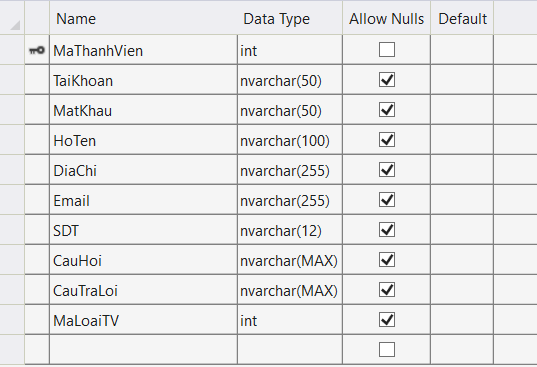 Name Data Type Allow Nulls Default
MaThanhVien int
TaiKhoan nvarchar(50)
MatKhau nvarchar(50)
HoTen nvarchar(100)
DiaChi nvarchar(255)
Email nvarchar(255)
SDT nvarchar(12)
CauHoi nvarchar(MAX)
CauTraLoi nvarchar(MAX)
MaLoaiTV int